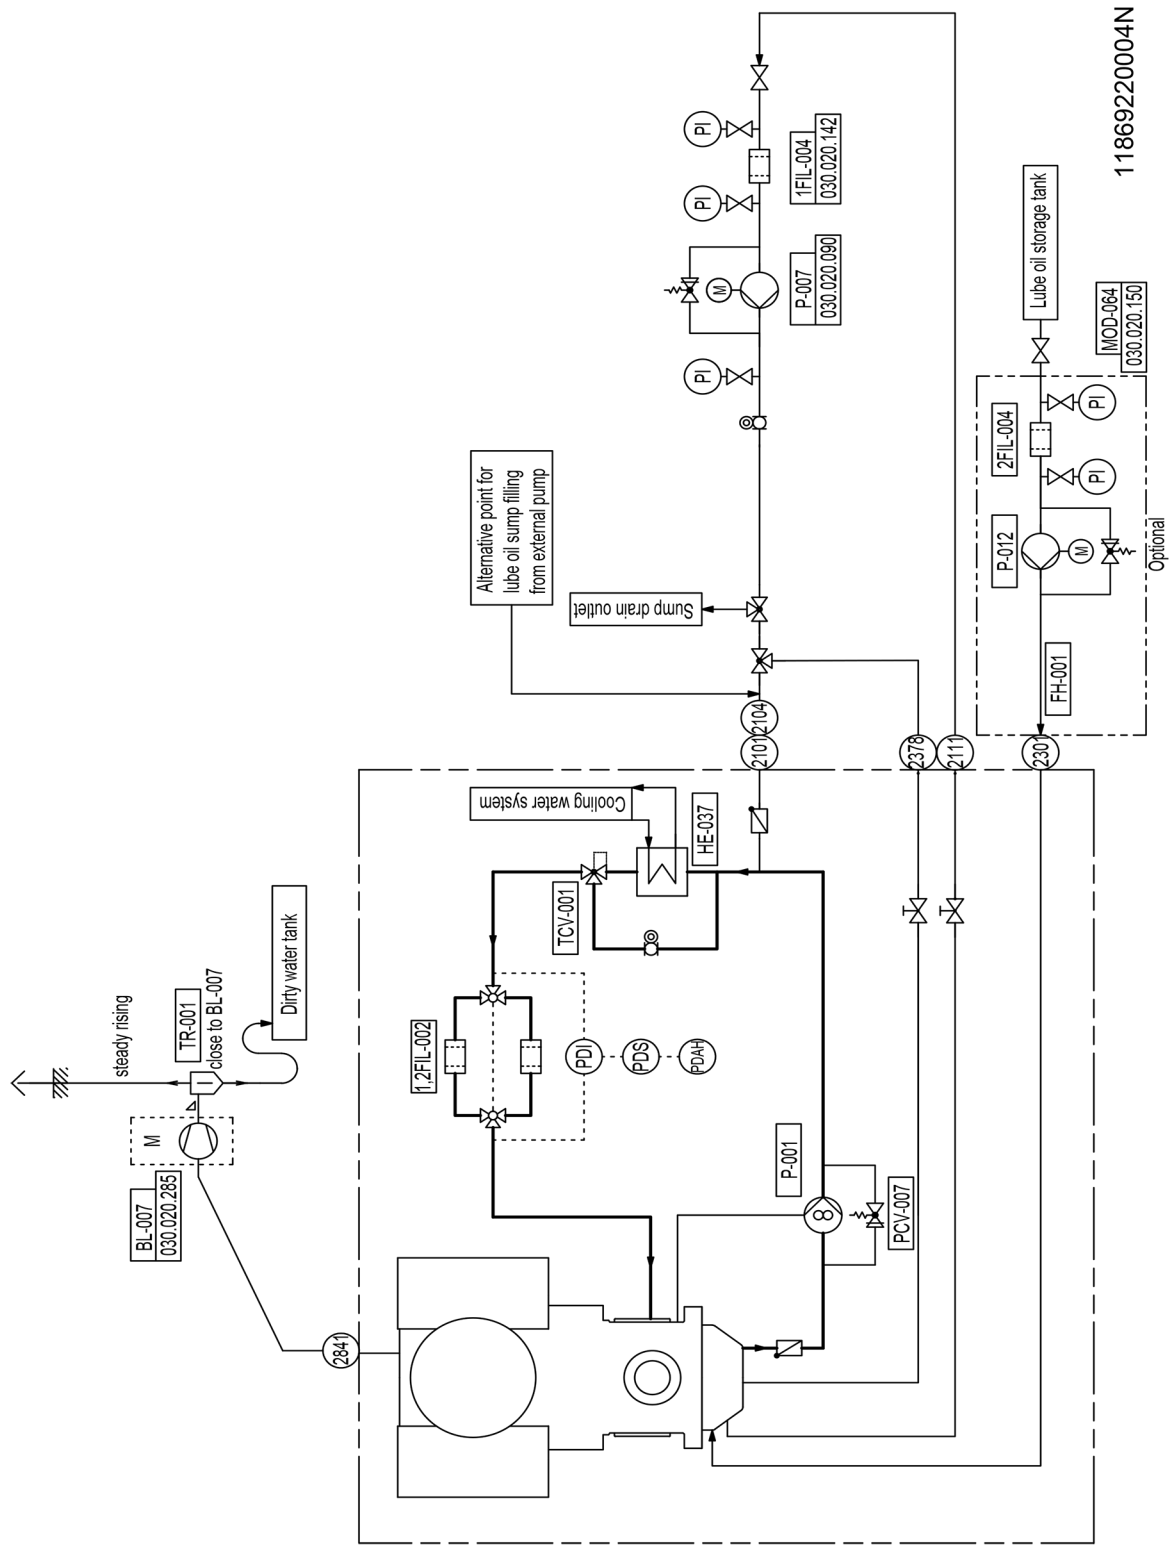 BL-007
030.020.285
M
TR-001
close to BL-007
steady rising
Dirty water tank
2841
1,2FIL-002
PDI
PDS
PDAH
TCV-001
Cooling water system
HE-037
P-001
PCV-007
2101
2104
2378
2111
2301
Alternative point for
lube oil sump filling
from external pump
Sump drain outlet
PI
M
P-007
030.020.090
PI
PI
1FIL-004
030.020.142
FH-001
P-012
M
2FIL-004
PI
PI
Optional
MOD-064
030.020.150
Lube oil storage tank
11869220004N